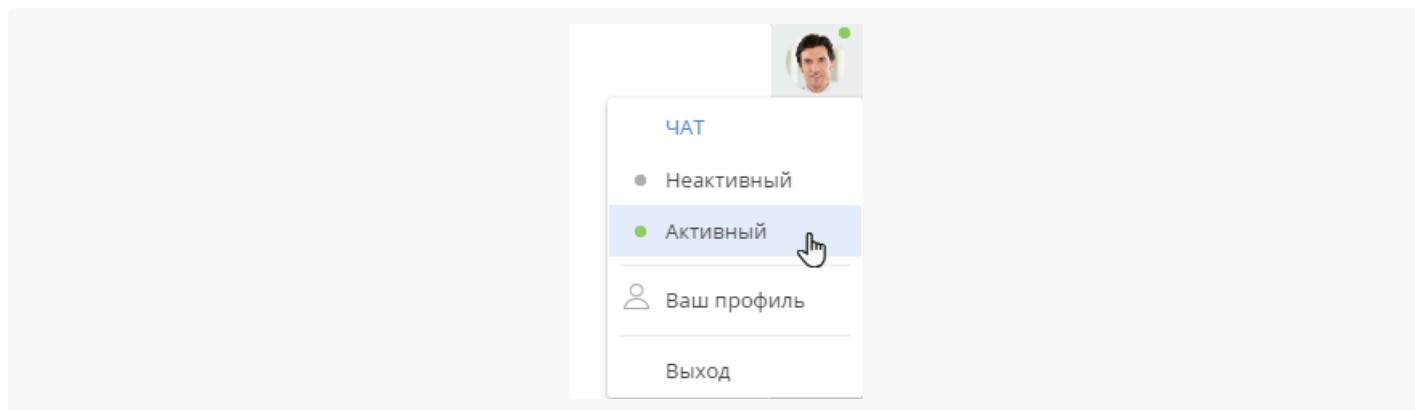 ЧАТ
Неактивный
Активный
Ваш профиль
Выход